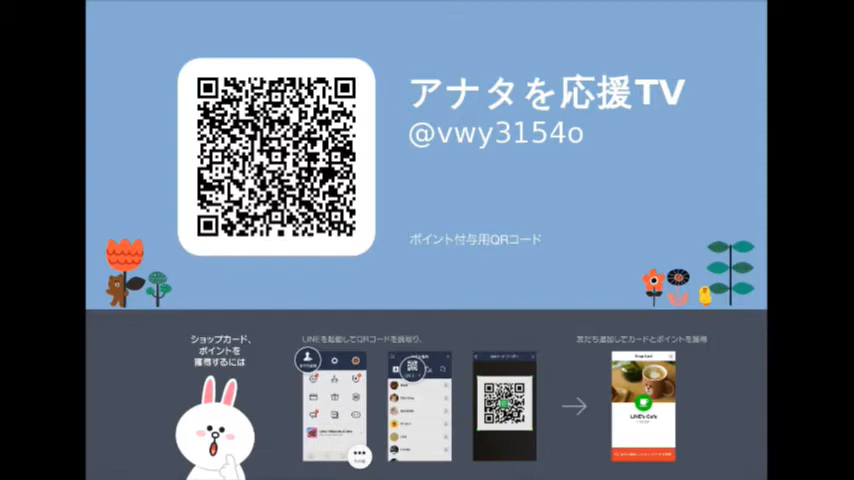 アナタを応援TV
@vwy3154o
ポイント付与用QRコード
ショップカード、
ポイントを
獲得するには
LINEを起動してQRコードを読取り、
友だち追加してカードとポイントを獲得
LINE's Cafe